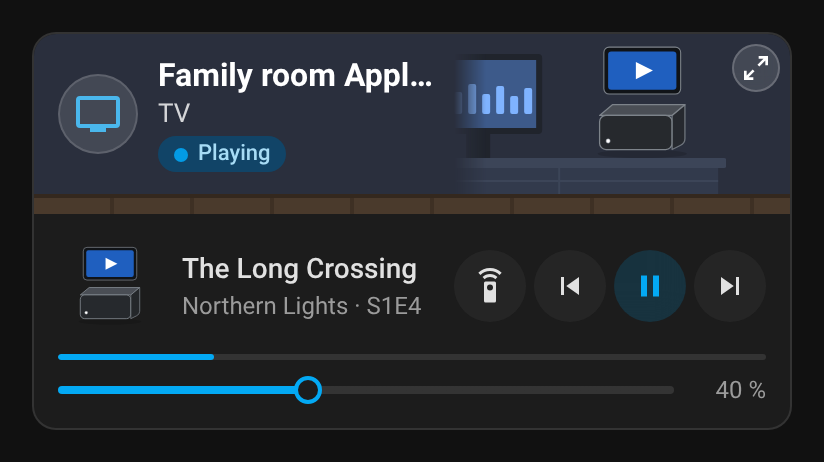 Family room Appl...
TV
Playing
The Long Crossing
Northern Lights · S1E4
40 %